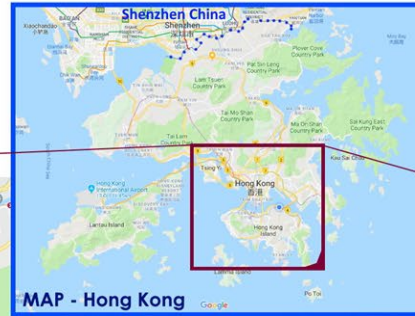 Shenzhen China
Shenzhen
Plover Cove
Country Park
Pat Sin Leng
Country Park
Lam Tsuen
Country Park
Tai Mo Shan
Country Park
Ma On Shan
Country Park
Sai Kung East
Country Park
Tai Lam
Country Park
Tsing Yi
Hong Kong
香港
Hong Kong
International Airport
Lantau Island
Hong Kong
Island
Lamma Island
Po Toi
MAP - Hong Kong
Google